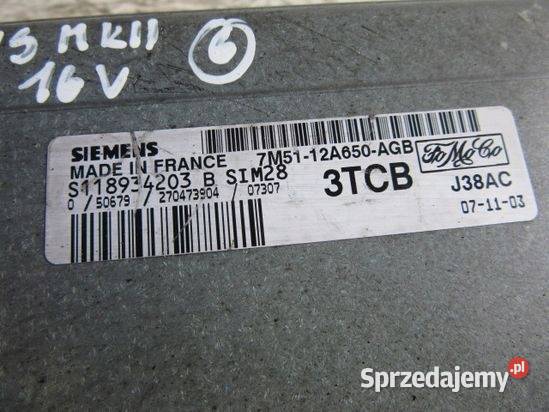 S MKII
16V
6
SIEMENS
MADE IN FRANCE 7M51-12A650-AGB
S118934203 B SIM28
0 / 50679 / 270473904 / 07307
3TCB
FoMoCo
J38AC
07-11-03
Sprzedajemy.pl